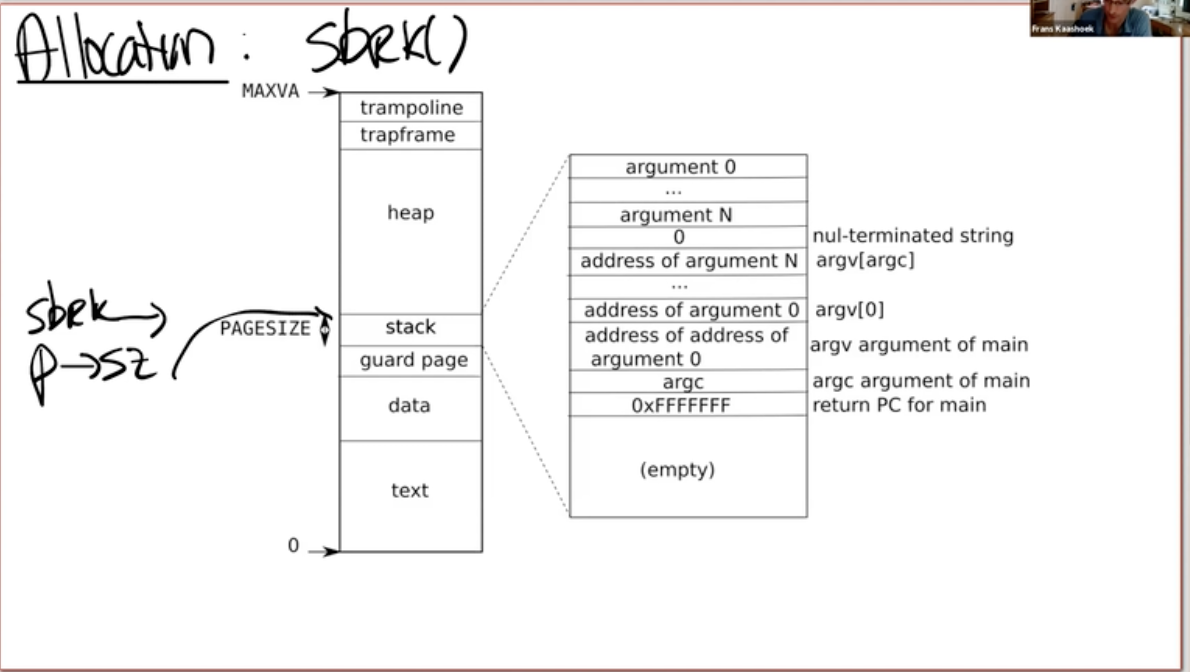 Allocation: sbrk()
Frans Kaashoek
MAXVA
trampoline
trapframe
heap
sbrk
p→sz
PAGESIZE
stack
guard page
data
text
0
argument 0
...
argument N
0 nul-terminated string
address of argument N argv[argc]
...
address of argument 0 argv[0]
address of address of
argument 0
argv argument of main
argc argc argument of main
0xFFFFFFF return PC for main
(empty)